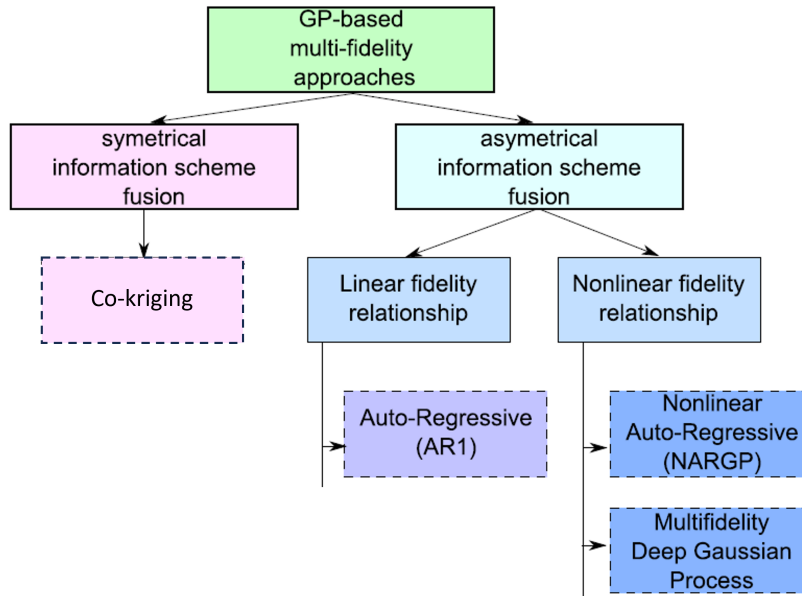 GP-based
multi-fidelity
approaches
symetrical
information scheme
fusion
asymetrical
information scheme
fusion
Co-kriging
Linear fidelity
relationship
Nonlinear fidelity
relationship
Auto-Regressive
(AR1)
Nonlinear
Auto-Regressive
(NARGP)
Multifidelity
Deep Gaussian
Process